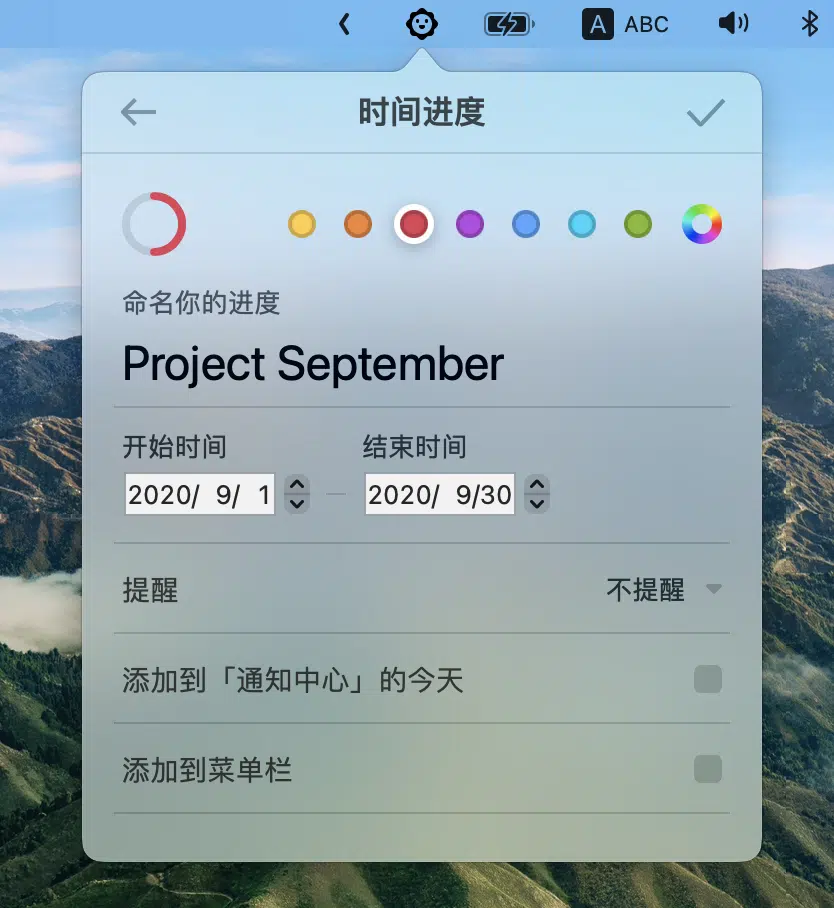 A ABC
时间进度
命名你的进度
Project September
开始时间 结束时间
2020/ 9/ 1 — 2020/ 9/30
提醒 不提醒
添加到「通知中心」的今天
添加到菜单栏